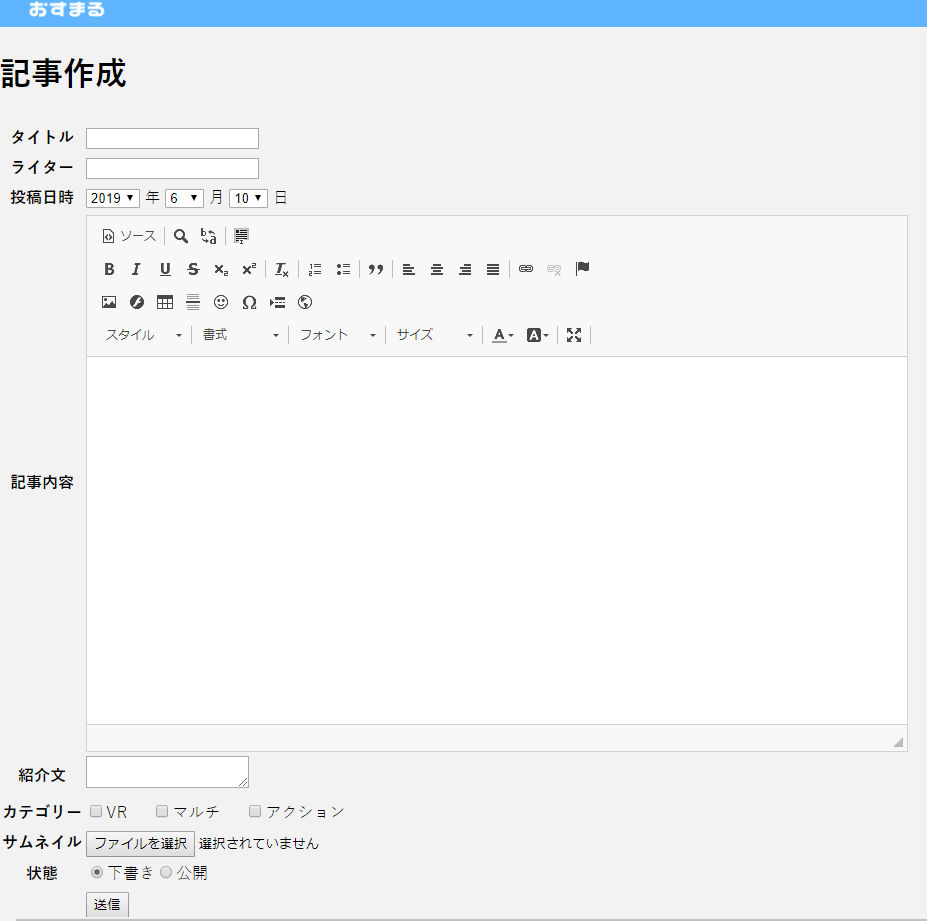 おすまる
記事作成
タイトル
ライター
投稿日時 2019 年 6 月 10 日
ソース
スタイル 書式 フォント サイズ
記事内容
紹介文
カテゴリー VR マルチ アクション
サムネイル ファイルを選択 選択されていません
状態 下書き 公開
送信